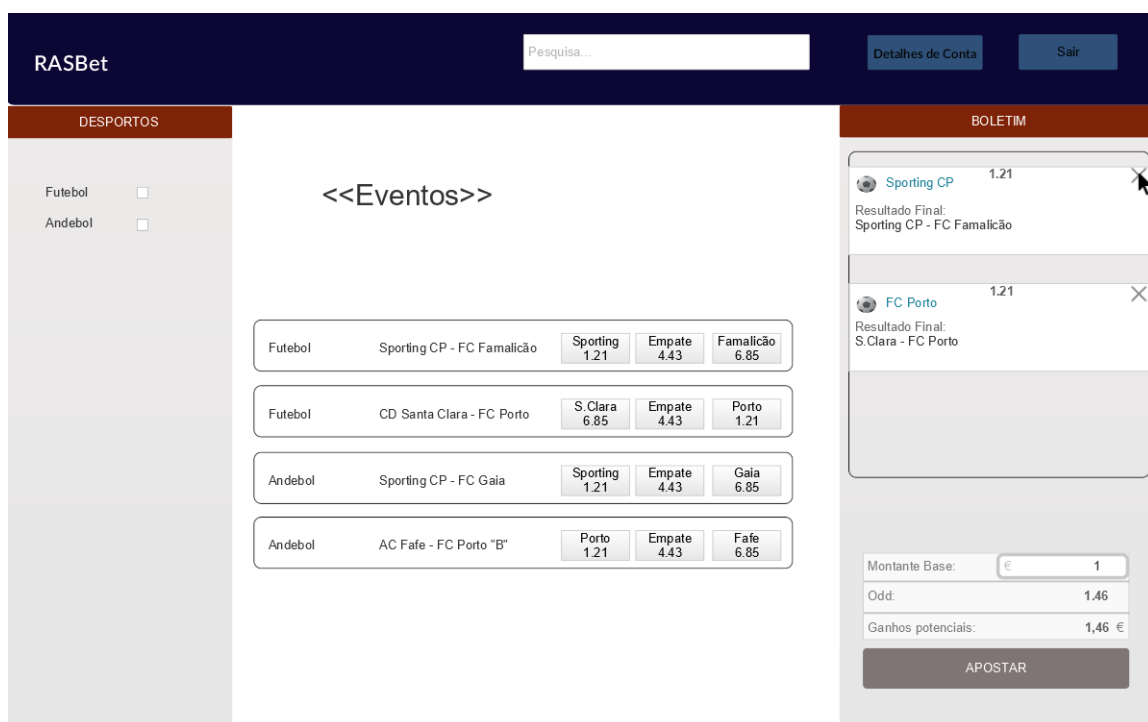 RASBet
Pesquisa...
Detalhes de Conta
Sair
DESPORTOS
Futebol
Andebol
<<Eventos>>
Futebol Sporting CP - FC Famalicão Sporting 1.21 Empate 4.43 Famalicão 6.85
Futebol CD Santa Clara - FC Porto S.Clara 6.85 Empate 4.43 Porto 1.21
Andebol Sporting CP - FC Gaia Sporting 1.21 Empate 4.43 Gaia 6.85
Andebol AC Fafe - FC Porto "B" Porto 1.21 Empate 4.43 Fafe 6.85
BOLETIM
Sporting CP 1.21
Resultado Final:
Sporting CP - FC Famalicão
FC Porto 1.21
Resultado Final:
S.Clara - FC Porto
Montante Base: € 1
Odd: 1.46
Ganhos potenciais: 1,46 €
APOSTAR